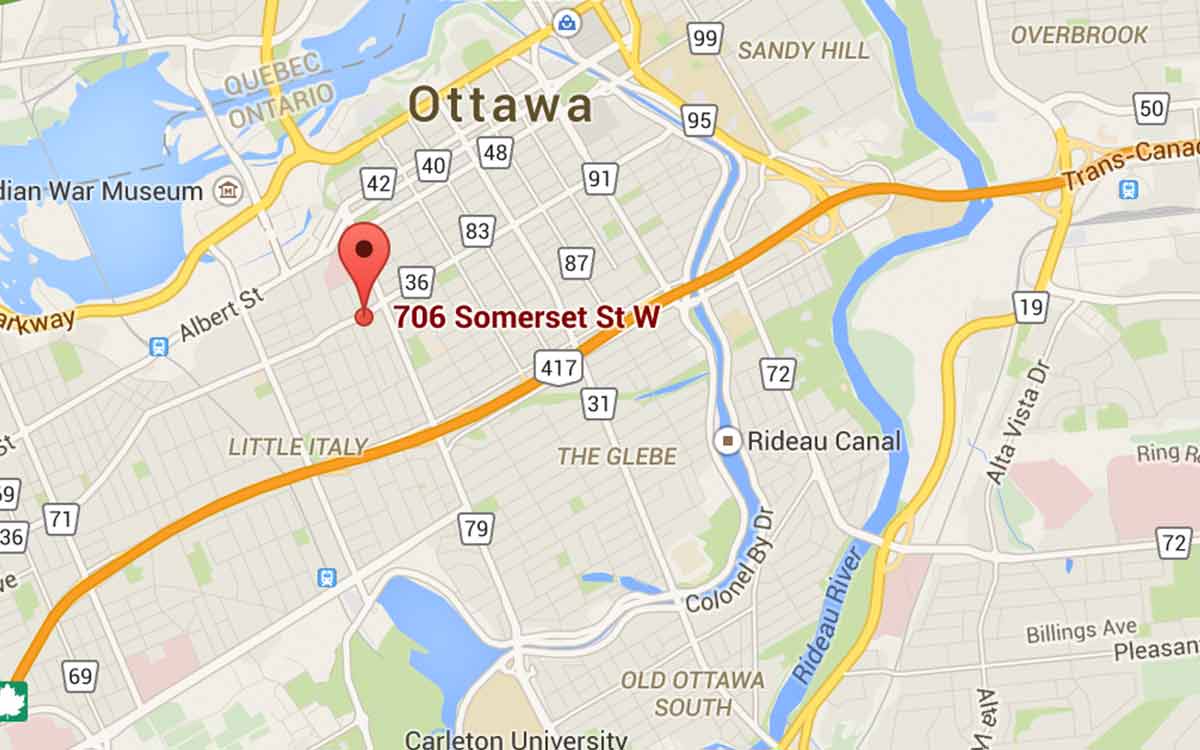 99
SANDY HILL
OVERBROOK
QUEBEC
ONTARIO
Ottawa
50
95
48
40
42
91
Trans-Canad
dian War Museum
83
87
36
Albert St
706 Somerset St W
arkway
19
417
72
31
Alta Vista Dr
LITTLE ITALY
THE GLEBE
Rideau Canal
St
Ring R
69
71
36
79
72
Colonel By Dr
Rideau River
ve
Billings Ave
Pleasan
69
OLD OTTAWA
SOUTH
Carleton University